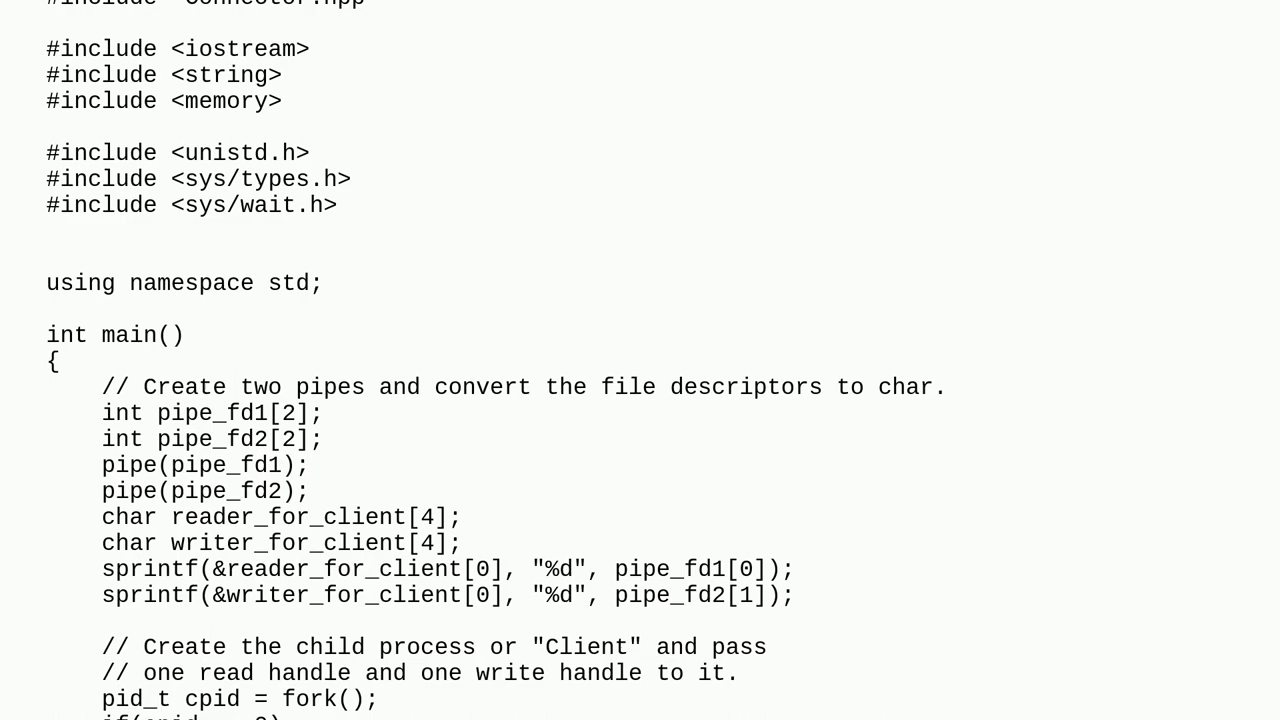 #include "Connector.hpp"
#include <iostream>
#include <string>
#include <memory>
#include <unistd.h>
#include <sys/types.h>
#include <sys/wait.h>
using namespace std;
int main()
{
// Create two pipes and convert the file descriptors to char.
int pipe_fd1[2];
int pipe_fd2[2];
pipe(pipe_fd1);
pipe(pipe_fd2);
char reader_for_client[4];
char writer_for_client[4];
sprintf(&reader_for_client[0], "%d", pipe_fd1[0]);
sprintf(&writer_for_client[0], "%d", pipe_fd2[1]);
// Create the child process or "Client" and pass
// one read handle and one write handle to it.
pid_t cpid = fork();